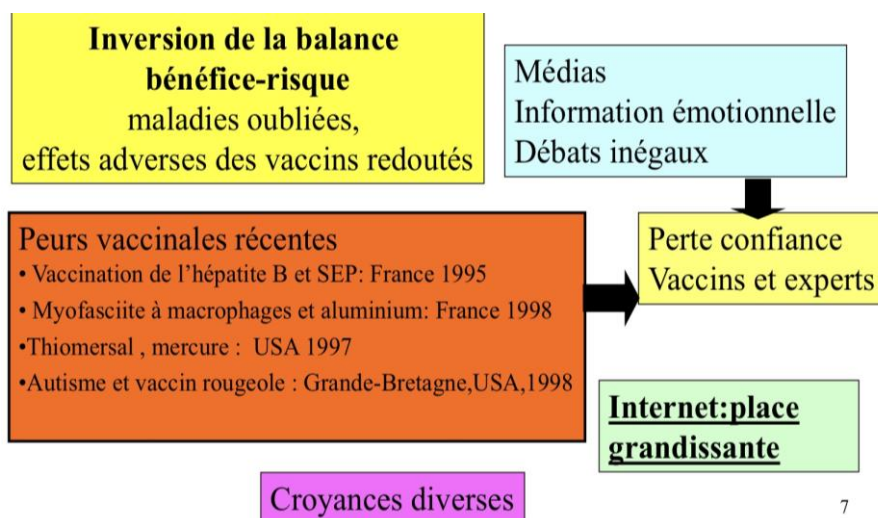 Inversion de la balance
bénéfice-risque
maladies oubliées,
effets adverses des vaccins redoutés
Médias
Information émotionnelle
Débats inégaux
Peurs vaccinales récentes
• Vaccination de l’hépatite B et SEP: France 1995
• Myofasciite à macrophages et aluminium: France 1998
•Thiomersal , mercure : USA 1997
•Autisme et vaccin rougeole : Grande-Bretagne,USA,1998
Perte confiance
Vaccins et experts
Internet:place
grandissante
Croyances diverses
7